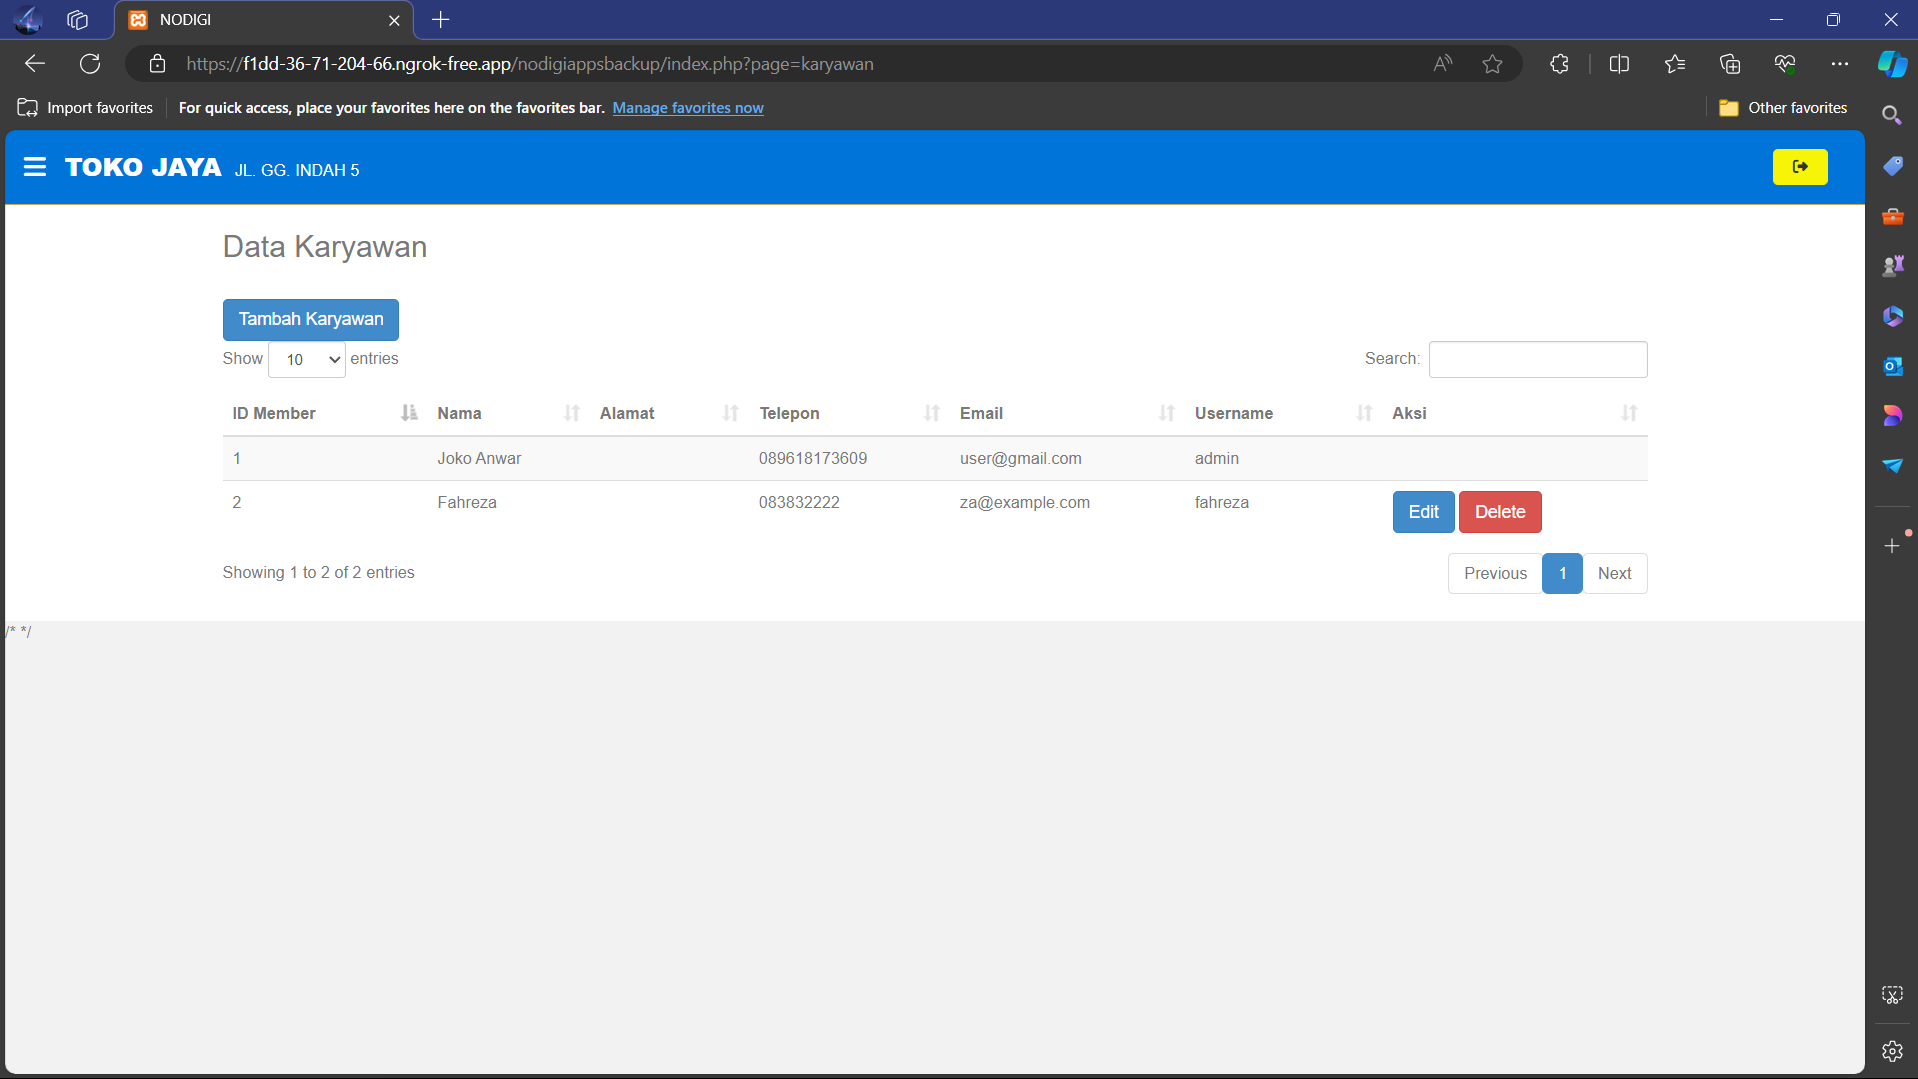 NODIGI
https://f1dd-36-71-204-66.ngrok-free.app/nodigiappsbackup/index.php?page=karyawan
Import favorites For quick access, place your favorites here on the favorites bar. Manage favorites now Other favorites
TOKO JAYA JL. GG. INDAH 5
Data Karyawan
Tambah Karyawan
Show 10 entries Search:
ID Member Nama Alamat Telepon Email Username Aksi
1 Joko Anwar 089618173609 user@gmail.com admin
2 Fahreza 083832222 za@example.com fahreza Edit Delete
Showing 1 to 2 of 2 entries Previous 1 Next
/* */